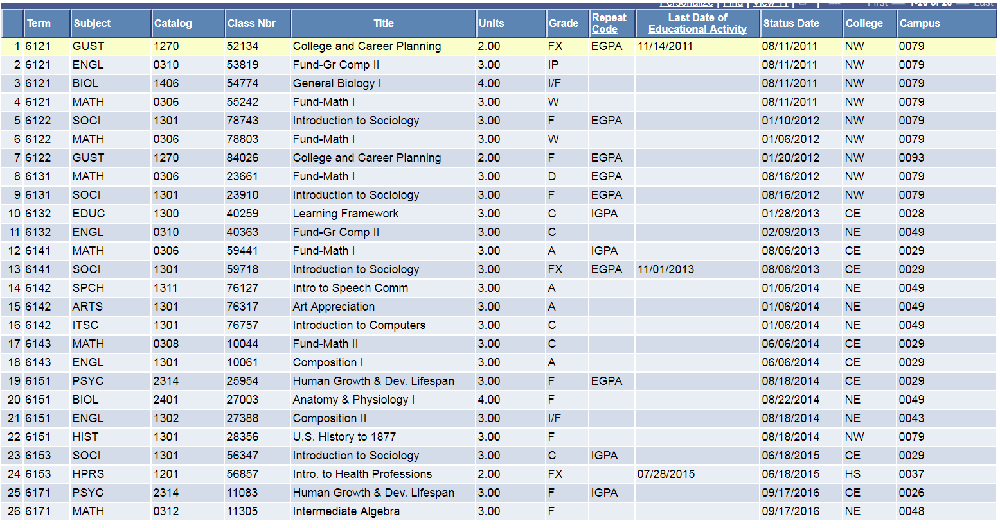 Personalize | Find | View 11 | First 1-26 of 26 Last
Term Subject Catalog Class Nbr Title Units Grade Repeat Code Last Date of Educational Activity Status Date College Campus
1 6121 GUST 1270 52134 College and Career Planning 2.00 FX EGPA 11/14/2011 08/11/2011 NW 0079
2 6121 ENGL 0310 53819 Fund-Gr Comp II 3.00 IP 08/11/2011 NW 0079
3 6121 BIOL 1406 54774 General Biology I 4.00 I/F 08/11/2011 NW 0079
4 6121 MATH 0306 55242 Fund-Math I 3.00 W 08/11/2011 NW 0079
5 6122 SOCI 1301 78743 Introduction to Sociology 3.00 F EGPA 01/10/2012 NW 0079
6 6122 MATH 0306 78803 Fund-Math I 3.00 W 01/06/2012 NW 0079
7 6122 GUST 1270 84026 College and Career Planning 2.00 F EGPA 01/20/2012 NW 0093
8 6131 MATH 0306 23661 Fund-Math I 3.00 D EGPA 08/16/2012 NW 0079
9 6131 SOCI 1301 23910 Introduction to Sociology 3.00 F EGPA 08/16/2012 NW 0079
10 6132 EDUC 1300 40259 Learning Framework 3.00 C IGPA 01/28/2013 CE 0028
11 6132 ENGL 0310 40363 Fund-Gr Comp II 3.00 C 02/09/2013 NE 0049
12 6141 MATH 0306 59441 Fund-Math I 3.00 A IGPA 08/06/2013 CE 0029
13 6141 SOCI 1301 59718 Introduction to Sociology 3.00 FX EGPA 11/01/2013 08/06/2013 CE 0029
14 6142 SPCH 1311 76127 Intro to Speech Comm 3.00 A 01/06/2014 NE 0049
15 6142 ARTS 1301 76317 Art Appreciation 3.00 A 01/06/2014 NE 0049
16 6142 ITSC 1301 76757 Introduction to Computers 3.00 C 01/06/2014 NE 0049
17 6143 MATH 0308 10044 Fund-Math II 3.00 C 06/06/2014 CE 0029
18 6143 ENGL 1301 10061 Composition I 3.00 A 06/06/2014 CE 0029
19 6151 PSYC 2314 25954 Human Growth & Dev. Lifespan 3.00 F EGPA 08/18/2014 CE 0029
20 6151 BIOL 2401 27003 Anatomy & Physiology I 4.00 F 08/22/2014 NE 0049
21 6151 ENGL 1302 27388 Composition II 3.00 I/F 08/18/2014 NE 0043
22 6151 HIST 1301 28356 U.S. History to 1877 3.00 F 08/18/2014 NW 0079
23 6153 SOCI 1301 56347 Introduction to Sociology 3.00 C IGPA 06/18/2015 CE 0029
24 6153 HPRS 1201 56857 Intro. to Health Professions 2.00 FX 07/28/2015 06/18/2015 HS 0037
25 6171 PSYC 2314 11083 Human Growth & Dev. Lifespan 3.00 F IGPA 09/17/2016 CE 0026
26 6171 MATH 0312 11305 Intermediate Algebra 3.00 F 09/17/2016 NE 0048